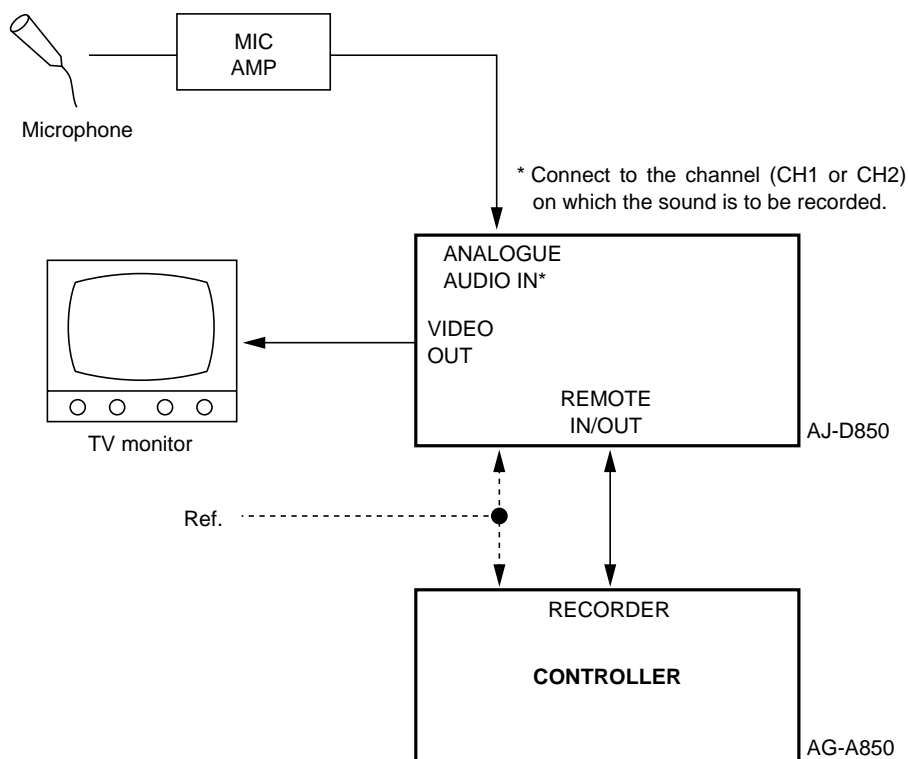 MIC
AMP
Microphone
* Connect to the channel (CH1 or CH2)
on which the sound is to be recorded.
ANALOGUE
AUDIO IN*
VIDEO
OUT
REMOTE
IN/OUT
AJ-D850
TV monitor
Ref.
RECORDER
CONTROLLER
AG-A850